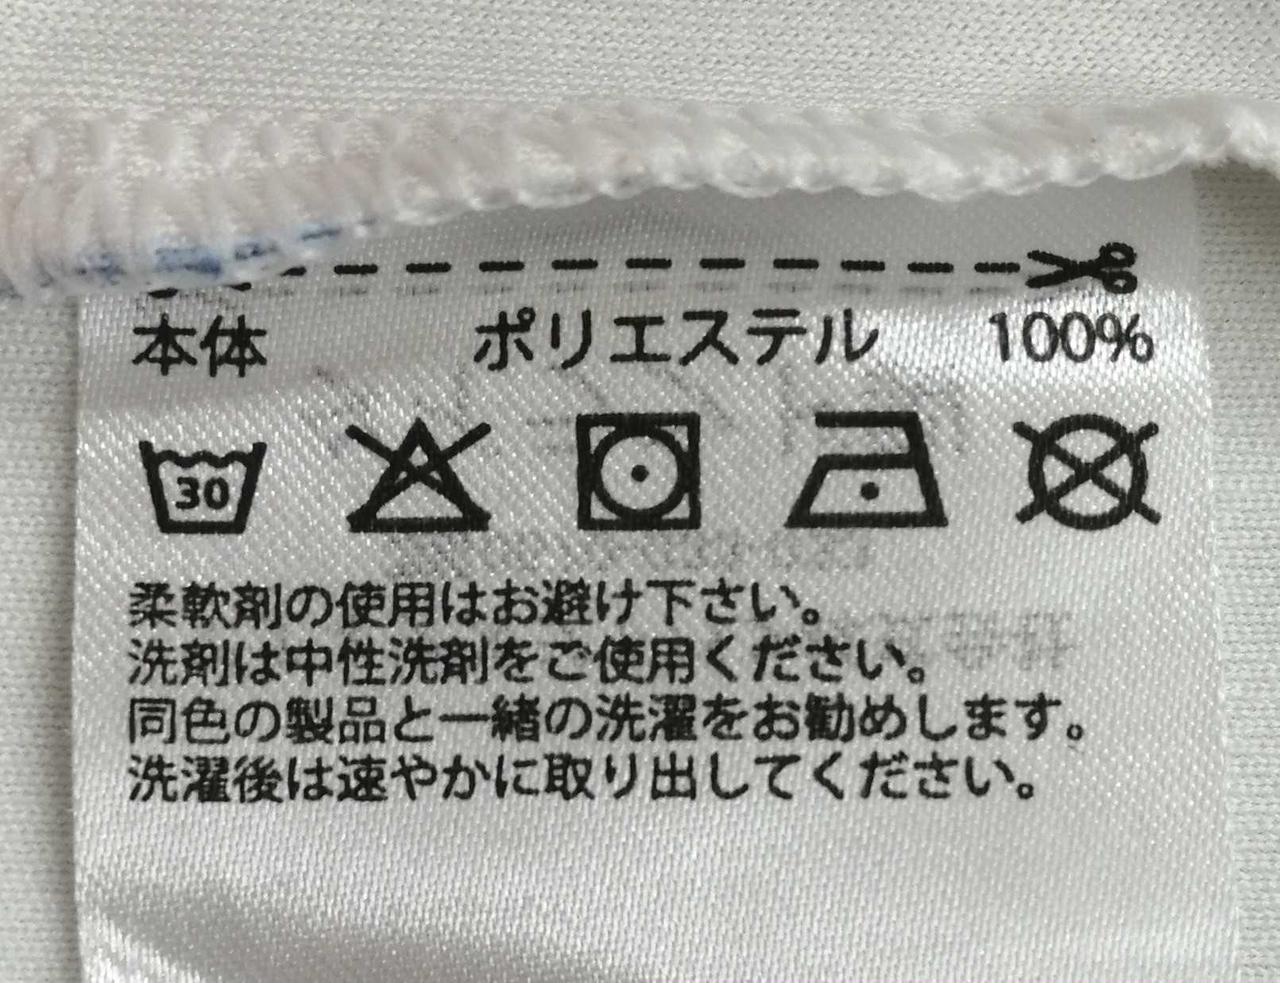 本体 ポリエステル 100%
30
柔軟剤の使用はお避け下さい。
洗剤は中性洗剤をご使用ください。
同色の製品と一緒の洗濯をお勧めします。
洗濯後は速やかに取り出してください。